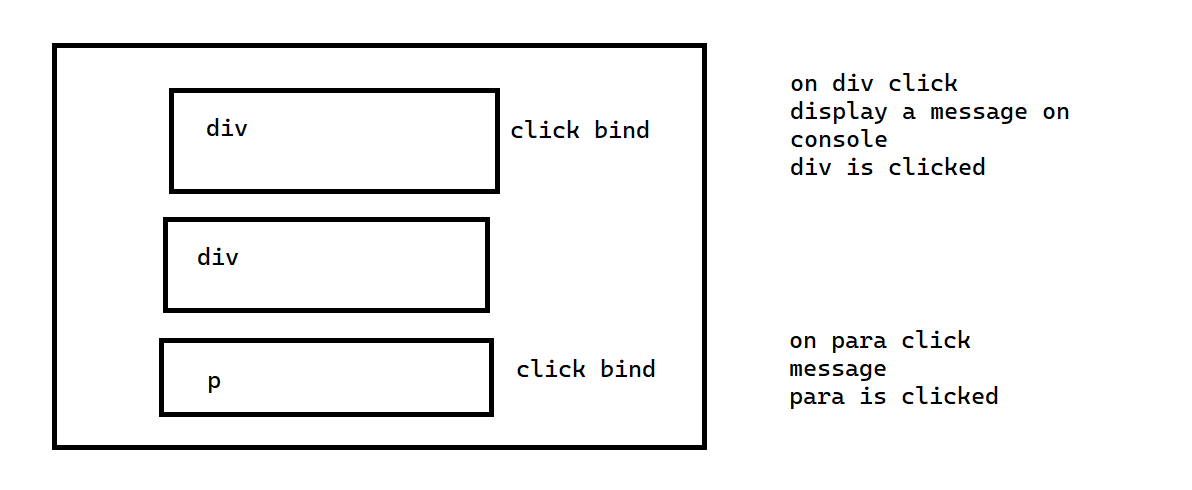 div
click bind
div
p
click bind
on div click
display a message on
console
div is clicked
on para click
message
para is clicked